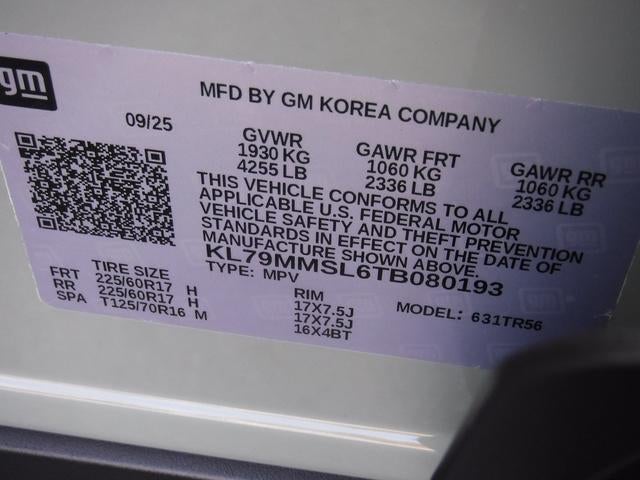 gm
MFD BY GM KOREA COMPANY
09/25
GVWR GAWR FRT GAWR RR
1930 KG 1060 KG 1060 KG
4255 LB 2336 LB 2336 LB
THIS VEHICLE CONFORMS TO ALL
APPLICABLE U.S. FEDERAL MOTOR
VEHICLE SAFETY AND THEFT PREVENTION
STANDARDS IN EFFECT ON THE DATE OF
MANUFACTURE SHOWN ABOVE.
KL79MMSL6TB080193
TYPE: MPV
TIRE SIZE RIM
FRT 225/60R17 H 17X7.5J
RR 225/60R17 H 17X7.5J
SPA T125/70R16 M 16X4BT
MODEL: 631TR56